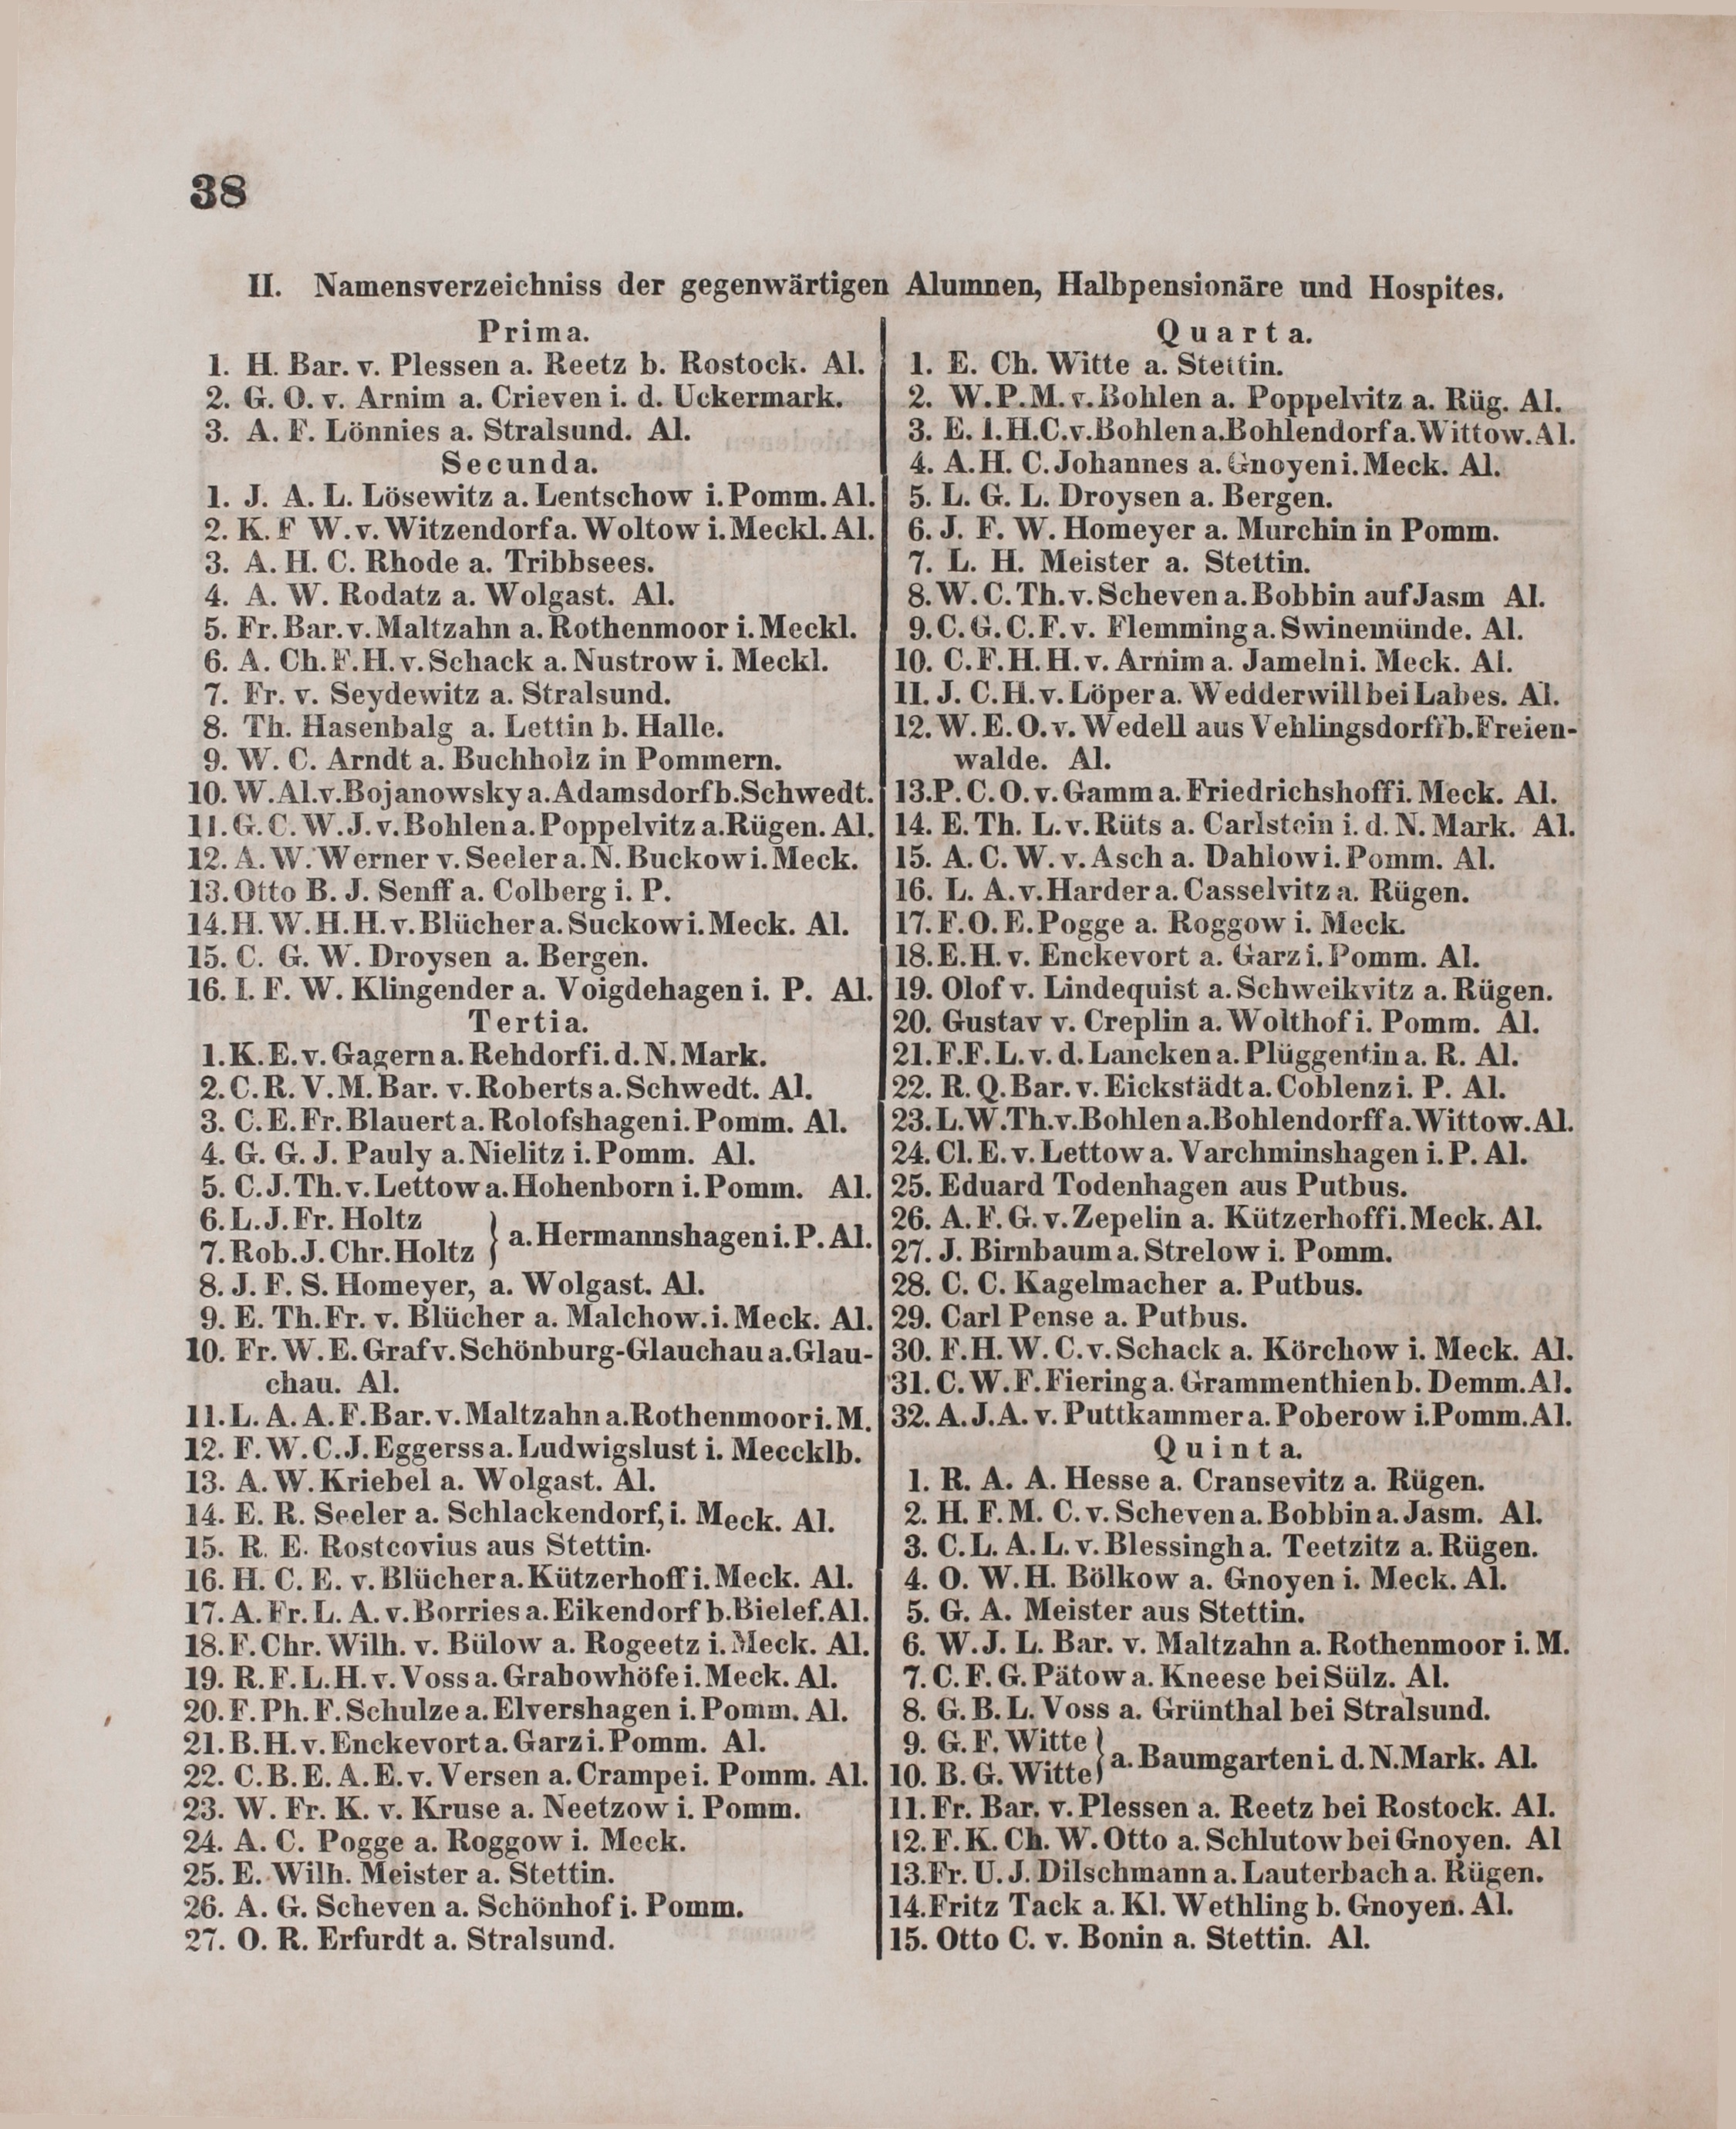 38
II. Namensverzeichniss der gegenwärtigen Alumnen, Halbpensionäre und Hospites.
Prima.
1. H. Bar. v. Plessen a. Reetz b. Rostock. Al.
2. G. O. v. Arnim a. Crieven i. d. Uckermark.
3. A. F. Lönnies a. Stralsund. Al.
Secunda.
1. J. A. L. Lösewitz a. Lentschow i. Pomm. Al.
2. K. F W. v. Witzendorf a. Woltow i. Meckl. Al.
3. A. H. C. Rhode a. Tribbsees.
4. A. W. Rodatz a. Wolgast. Al.
5. Fr. Bar. v. Maltzahn a. Rothenmoor i. Meckl.
6. A. Ch. F. H. v. Schack a. Nustrow i. Meckl.
7. Fr. v. Seydewitz a. Stralsund.
8. Th. Hasenbalg a. Lettin b. Halle.
9. W. C. Arndt a. Buchholz in Pommern.
10. W. Al. v. Bojanowsky a. Adamsdorf b. Schwedt.
11. G. C. W. J. v. Bohlen a. Poppelvitz a. Rügen. Al.
12. A. W. Werner v. Seeler a. N. Buckow i. Meck.
13. Otto B. J. Senff a. Colberg i. P.
14. H. W. H. H. v. Blücher a. Suckow i. Meck. Al.
15. C. G. W. Droysen a. Bergen.
16. I. F. W. Klingender a. Voigdehagen i. P. Al.
Tertia.
1. K. E. v. Gagern a. Rehdorf i. d. N. Mark.
2. C. R. V. M. Bar. v. Roberts a. Schwedt. Al.
3. C. E. Fr. Blauert a. Rolofshagen i. Pomm. Al.
4. G. G. J. Pauly a. Nielitz i. Pomm. Al.
5. C. J. Th. v. Lettow a. Hohenborn i. Pomm. Al.
6. L. J. Fr. Holtz
7. Rob. J. Chr. Holtz } a. Hermannshagen i. P. Al.
8. J. F. S. Homeyer, a. Wolgast. Al.
9. E. Th. Fr. v. Blücher a. Malchow. i. Meck. Al.
10. Fr. W. E. Graf v. Schönburg-Glauchau a. Glau-
chau. Al.
11. L. A. A. F. Bar. v. Maltzahn a. Rothenmoor i. M.
12. F. W. C. J. Eggerss a. Ludwigslust i. Meccklb.
13. A. W. Kriebel a. Wolgast. Al.
14. E. R. Seeler a. Schlackendorf, i. Meck. Al.
15. R. E. Rostcovius aus Stettin.
16. H. C. E. v. Blücher a. Kützerhoff i. Meck. Al.
17. A. Fr. L. A. v. Borries a. Eikendorf b. Bielef. Al.
18. F. Chr. Wilh. v. Bülow a. Rogeetz i. Meck. Al.
19. R. F. L. H. v. Voss a. Grabowhöfe i. Meck. Al.
20. F. Ph. F. Schulze a. Elvershagen i. Pomm. Al.
21. B. H. v. Enckevort a. Garz i. Pomm. Al.
22. C. B. E. A. E. v. Versen a. Crampe i. Pomm. Al.
23. W. Fr. K. v. Kruse a. Neetzow i. Pomm.
24. A. C. Pogge a. Roggow i. Meck.
25. E. Wilh. Meister a. Stettin.
26. A. G. Scheven a. Schönhof i. Pomm.
27. O. R. Erfurdt a. Stralsund.
Quarta.
1. E. Ch. Witte a. Stettin.
2. W. P. M. v. Bohlen a. Poppelvitz a. Rüg. Al.
3. E. I. H. C. v. Bohlen a. Bohlendorf a. Wittow. Al.
4. A. H. C. Johannes a. Gnoyen i. Meck. Al.
5. L. G. L. Droysen a. Bergen.
6. J. F. W. Homeyer a. Murchin in Pomm.
7. L. H. Meister a. Stettin.
8. W. C. Th. v. Scheven a. Bobbin auf Jasm Al.
9. C. G. C. F. v. Flemming a. Swinemünde. Al.
10. C. F. H. H. v. Arnim a. Jameln i. Meck. Al.
11. J. C. H. v. Löper a. Wedderwill bei Labes. Al.
12. W. E. O. v. Wedell aus Vehlingsdorff b. Freien-
walde. Al.
13. P. C. O. v. Gamm a. Friedrichshoff i. Meck. Al.
14. E. Th. L. v. Rüts a. Carlstein i. d. N. Mark. Al.
15. A. C. W. v. Asch a. Dahlow i. Pomm. Al.
16. L. A. v. Harder a. Casselvitz a. Rügen.
17. F. O. E. Pogge a. Roggow i. Meck.
18. E. H. v. Enckevort a. Garz i. Pomm. Al.
19. Olof v. Lindequist a. Schweikvitz a. Rügen.
20. Gustav v. Creplin a. Wolthof i. Pomm. Al.
21. F. F. L. v. d. Lancken a. Plüggentin a. R. Al.
22. R. Q. Bar. v. Eickstädt a. Coblenz i. P. Al.
23. L. W. Th. v. Bohlen a. Bohlendorff a. Wittow. Al.
24. Cl. E. v. Lettow a. Varchminshagen i. P. Al.
25. Eduard Todenhagen aus Putbus.
26. A. F. G. v. Zepelin a. Kützerhoff i. Meck. Al.
27. J. Birnbaum a. Strelow i. Pomm.
28. C. C. Kagelmacher a. Putbus.
29. Carl Pense a. Putbus.
30. F. H. W. C. v. Schack a. Körchow i. Meck. Al.
31. C. W. F. Fiering a. Grammenthien b. Demm. Al.
32. A. J. A. v. Puttkammer a. Poberow i. Pomm. Al.
Quinta.
1. R. A. A. Hesse a. Cransevitz a. Rügen.
2. H. F. M. C. v. Scheven a. Bobbin a. Jasm. Al.
3. C. L. A. L. v. Blessingh a. Teetzitz a. Rügen.
4. O. W. H. Bölkow a. Gnoyen i. Meck. Al.
5. G. A. Meister aus Stettin.
6. W. J. L. Bar. v. Maltzahn a. Rothenmoor i. M.
7. C. F. G. Pätow a. Kneese bei Sülz. Al.
8. G. B. L. Voss a. Grünthal bei Stralsund.
9. G. F. Witte
10. B. G. Witte } a. Baumgarten i. d. N. Mark. Al.
11. Fr. Bar. v. Plessen a. Reetz bei Rostock. Al.
12. F. K. Ch. W. Otto a. Schlutow bei Gnoyen. Al
13. Fr. U. J. Dilschmann a. Lauterbach a. Rügen.
14. Fritz Tack a. Kl. Wethling b. Gnoyen. Al.
15. Otto C. v. Bonin a. Stettin. Al.